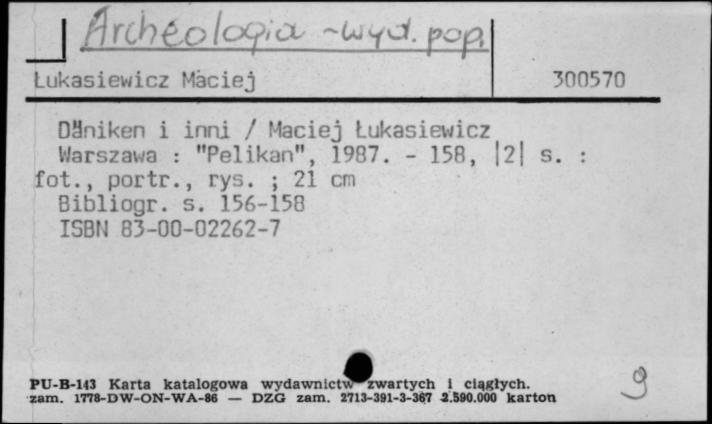 Archeologia - wyd. pop.
Łukasiewicz Maciej 300570
Däniken i inni / Maciej Łukasiewicz
Warszawa : "Pelikan", 1987. - 158, |2| s. :
fot., portr., rys. ; 21 cm
Bibliogr. s. 156-158
ISBN 83-00-02262-7
PU-B-143 Karta katalogowa wydawnictw zwartych i ciągłych.
zam. 1778-DW-ON-WA-86 — DZG zam. 2713-391-3-367 2.590.000 karton
9